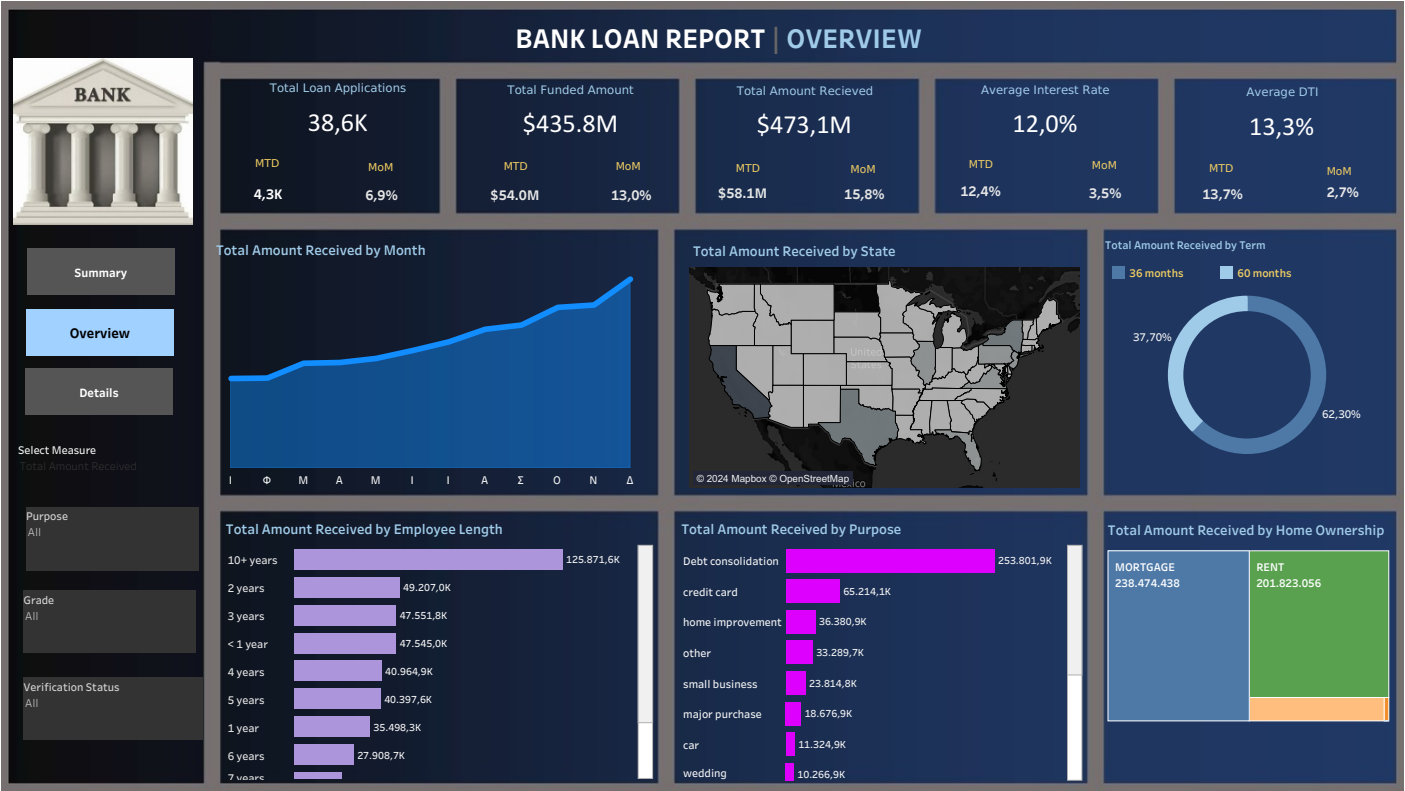 BANK LOAN REPORT | OVERVIEW
BANK
Total Loan Applications
38,6K
MTD
MoM
4,3K
6,9%
Total Funded Amount
$435.8M
MTD
MoM
$54.0M
13,0%
Total Amount Recieved
$473,1M
MTD
MoM
$58.1M
15,8%
Average Interest Rate
12,0%
MTD
MoM
12,4%
3,5%
Average DTI
13,3%
MTD
MoM
13,7%
2,7%
Summary
Overview
Details
Select Measure
Total Amount Received
Purpose
All
Grade
All
Verification Status
All
Total Amount Received by Month
Ι Φ Μ Α Μ Ι Ι Α Σ Ο Ν Δ
Total Amount Received by State
United
States
Mexico
© 2024 Mapbox © OpenStreetMap
Total Amount Received by Term
36 months
60 months
37,70%
62,30%
Total Amount Received by Employee Length
10+ years 125.871,6K
2 years 49.207,0K
3 years 47.551,8K
< 1 year 47.545,0K
4 years 40.964,9K
5 years 40.397,6K
1 year 35.498,3K
6 years 27.908,7K
7 years
Total Amount Received by Purpose
Debt consolidation 253.801,9K
credit card 65.214,1K
home improvement 36.380,9K
other 33.289,7K
small business 23.814,8K
major purchase 18.676,9K
car 11.324,9K
wedding 10.266,9K
Total Amount Received by Home Ownership
MORTGAGE
238.474.438
RENT
201.823.056